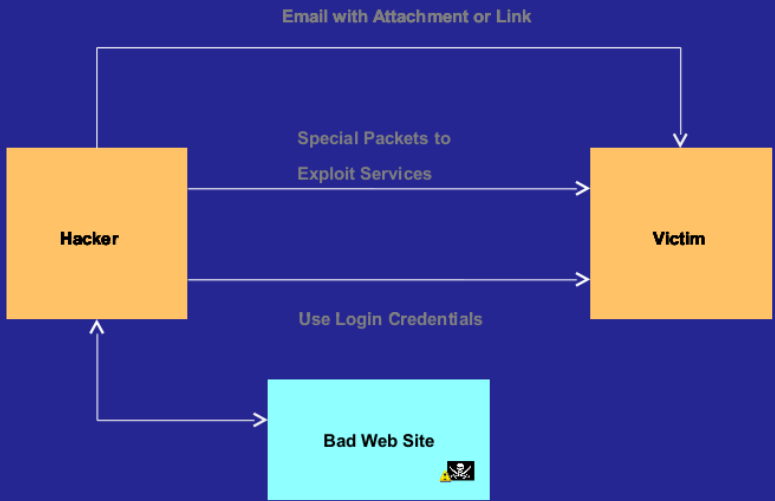 Email with Attachment or Link
Special Packets to
Exploit Services
Hacker
Victim
Use Login Credentials
Bad Web Site